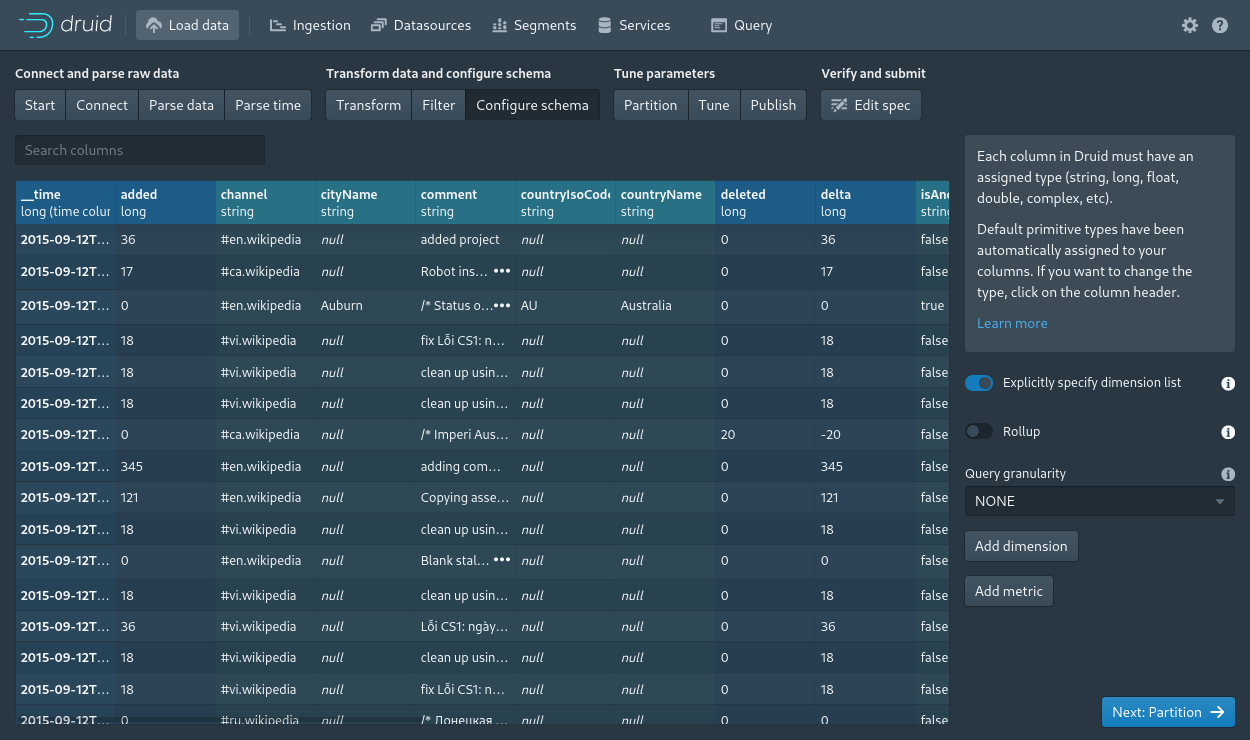 druid Load data Ingestion Datasources Segments Services Query
Connect and parse raw data Transform data and configure schema Tune parameters Verify and submit
Start Connect Parse data Parse time Transform Filter Configure schema Partition Tune Publish Edit spec
Search columns
__time added channel cityName comment countryIsoCode countryName deleted delta isAno
long (time colum long string string string string string long long string
2015-09-12T... 36 #en.wikipedia null added project null null 0 36 false
2015-09-12T... 17 #ca.wikipedia null Robot ins... ••• null null 0 17 false
2015-09-12T... 0 #en.wikipedia Auburn /* Status o...••• AU Australia 0 0 true
2015-09-12T... 18 #vi.wikipedia null fix Lỗi CS1: n... null null 0 18 false
2015-09-12T... 18 #vi.wikipedia null clean up usin... null null 0 18 false
2015-09-12T... 18 #vi.wikipedia null clean up usin... null null 0 18 false
2015-09-12T... 0 #ca.wikipedia null /* Imperi Aus... null null 20 -20 false
2015-09-12T... 345 #en.wikipedia null adding com... null null 0 345 false
2015-09-12T... 121 #en.wikipedia null Copying asse... null null 0 121 false
2015-09-12T... 18 #vi.wikipedia null clean up usin... null null 0 18 false
2015-09-12T... 0 #en.wikipedia null Blank stal... ••• null null 0 0 false
2015-09-12T... 18 #vi.wikipedia null clean up usin... null null 0 18 false
2015-09-12T... 36 #vi.wikipedia null Lỗi CS1: ngày... null null 0 36 false
2015-09-12T... 18 #vi.wikipedia null clean up usin... null null 0 18 false
2015-09-12T... 18 #vi.wikipedia null fix Lỗi CS1: n... null null 0 18 false
2015-09-12T... 0 #ru.wikipedia null /* Донецкая ... null null 0 0 false
Each column in Druid must have an
assigned type (string, long, float,
double, complex, etc).
Default primitive types have been
automatically assigned to your
columns. If you want to change the
type, click on the column header.
Learn more
Explicitly specify dimension list
Rollup
Query granularity
NONE
Add dimension
Add metric
Next: Partition